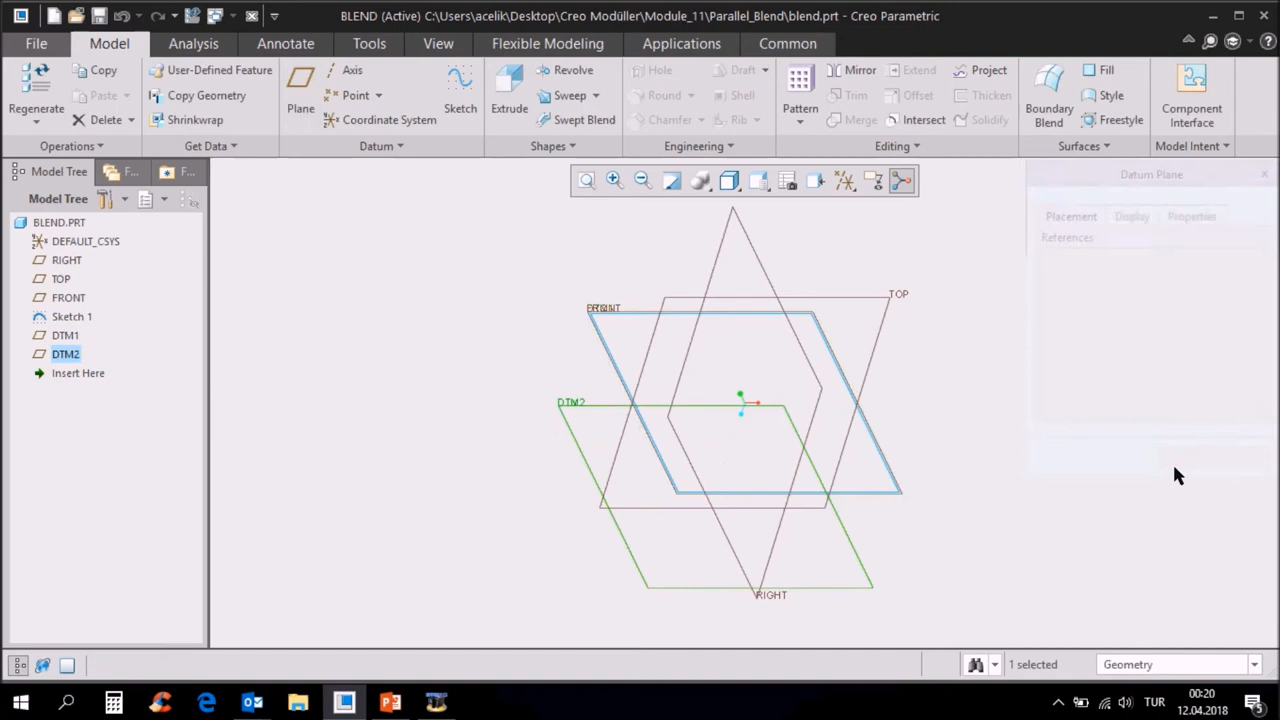 BLEND (Active) C:\Users\acelik\Desktop\Creo Modüller\Module_11\Parallel_Blend\blend.prt - Creo Parametric
File Model Analysis Annotate Tools View Flexible Modeling Applications Common
Regenerate Copy Paste Delete
User-Defined Feature Copy Geometry Shrinkwrap
Plane Axis Point Coordinate System Sketch
Extrude Revolve Sweep Swept Blend
Hole Round Chamfer Draft Shell Rib
Pattern Mirror Trim Merge Extend Offset Intersect Project Thicken Solidify
Boundary Blend Fill Style Freestyle
Component Interface
Operations Get Data Datum Shapes Engineering Editing Surfaces Model Intent
Model Tree F... F...
Model Tree
BLEND.PRT
DEFAULT_CSYS
RIGHT
TOP
FRONT
Sketch 1
DTM1
DTM2
Insert Here
TOP
DTM2
RIGHT
Datum Plane
Placement Display Properties
References
1 selected Geometry
TUR
00:20
12.04.2018
5